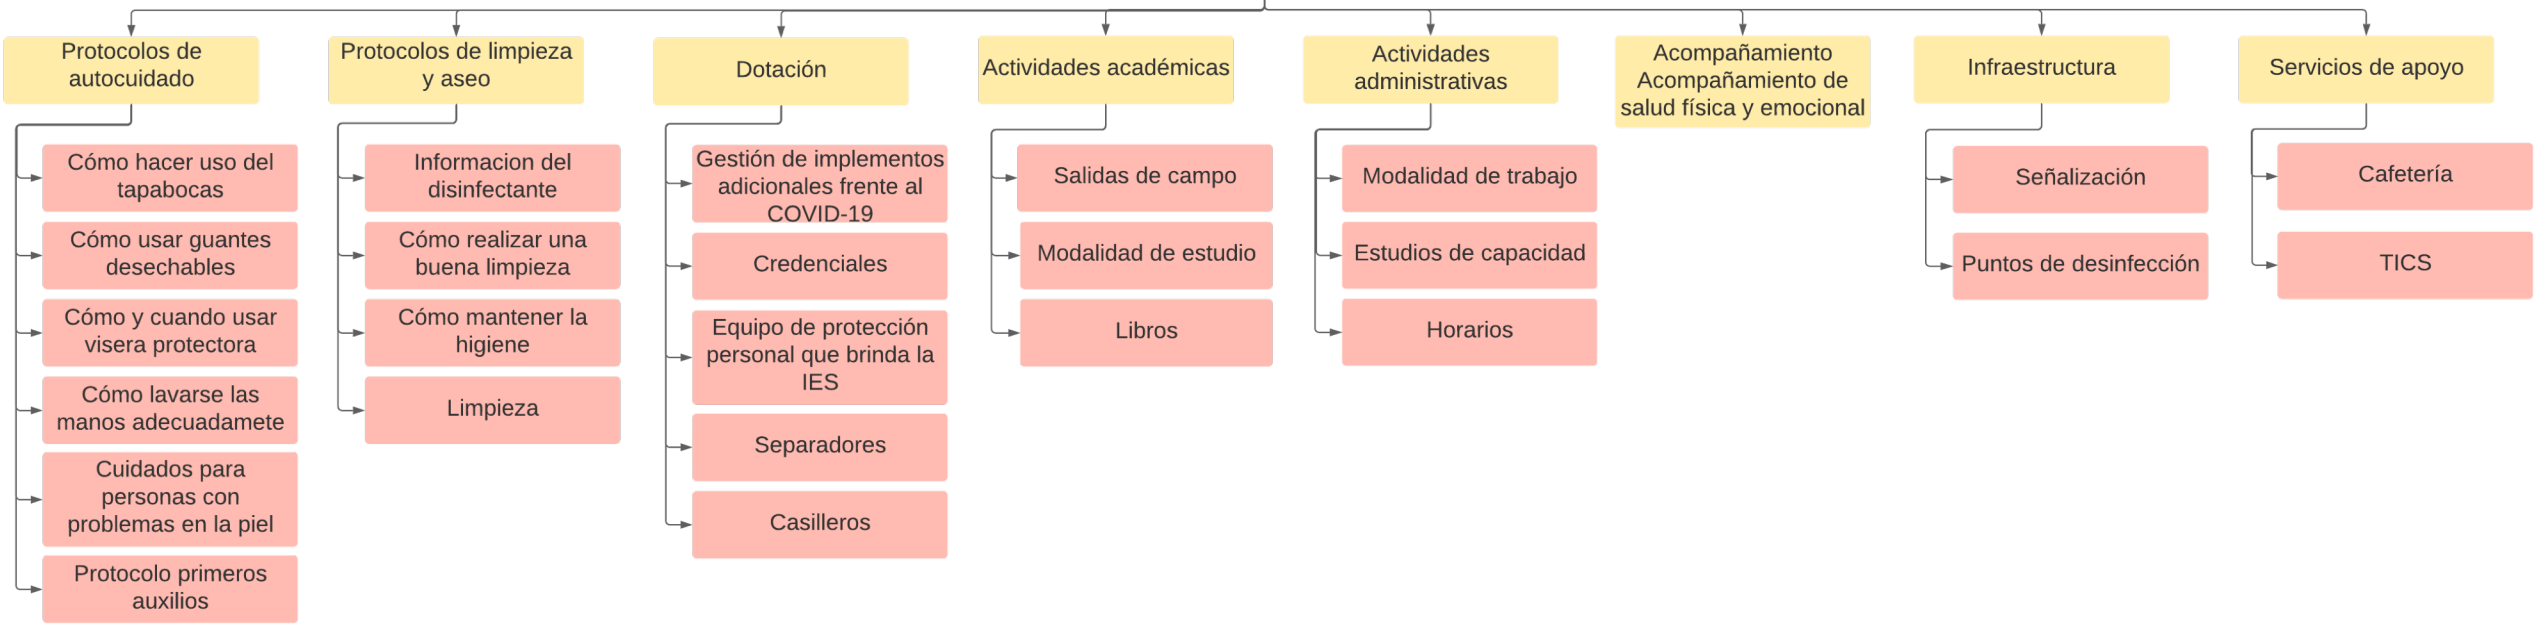 Protocolos de
autocuidado
Cómo hacer uso del
tapabocas
Cómo usar guantes
desechables
Cómo y cuando usar
visera protectora
Cómo lavarse las
manos adecuadamete
Cuidados para
personas con
problemas en la piel
Protocolo primeros
auxilios
Protocolos de limpieza
y aseo
Informacion del
disinfectante
Cómo realizar una
buena limpieza
Cómo mantener la
higiene
Limpieza
Dotación
Gestión de implementos
adicionales frente al
COVID-19
Credenciales
Equipo de protección
personal que brinda la
IES
Separadores
Casilleros
Actividades académicas
Salidas de campo
Modalidad de estudio
Libros
Actividades
administrativas
Modalidad de trabajo
Estudios de capacidad
Horarios
Acompañamiento
Acompañamiento de
salud física y emocional
Infraestructura
Señalización
Puntos de desinfección
Servicios de apoyo
Cafetería
TICS